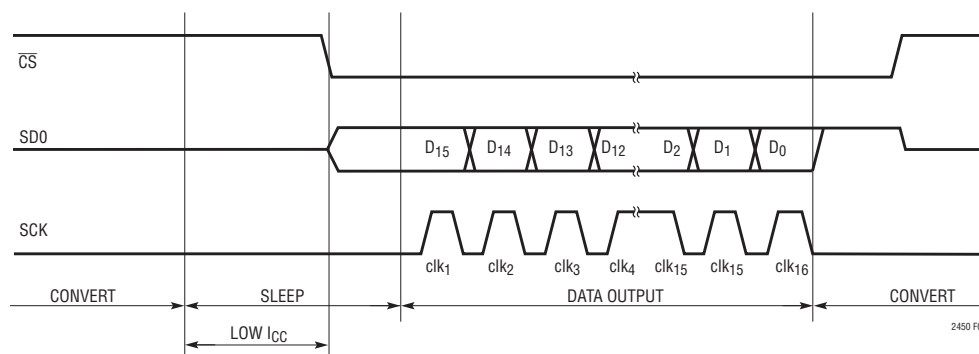 CS
SD0
D15 D14 D13 D12 D2 D1 D0
SCK
clk1 clk2 clk3 clk4 clk15 clk15 clk16
CONVERT SLEEP DATA OUTPUT CONVERT
LOW ICC
2450